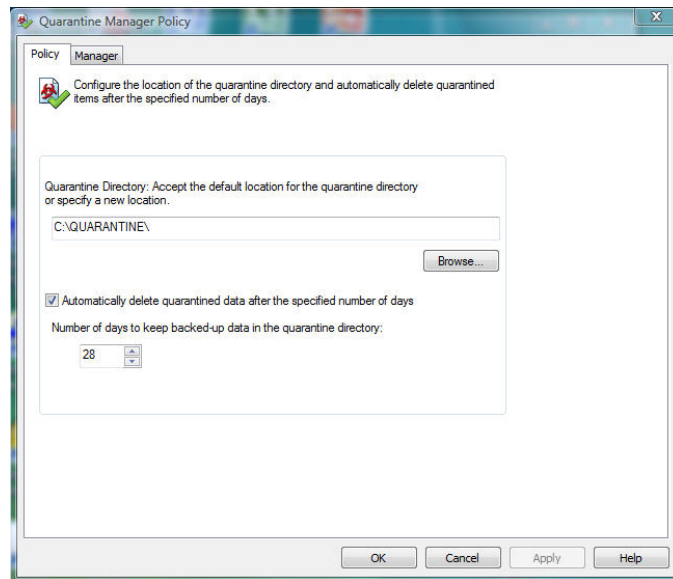 Quarantine Manager Policy
X
Policy
Manager
Configure the location of the quarantine directory and automatically delete quarantined
items after the specified number of days.
Quarantine Directory: Accept the default location for the quarantine directory
or specify a new location.
C:\QUARANTINE\
Browse...
Automatically delete quarantined data after the specified number of days
Number of days to keep backed-up data in the quarantine directory:
28
OK
Cancel
Apply
Help